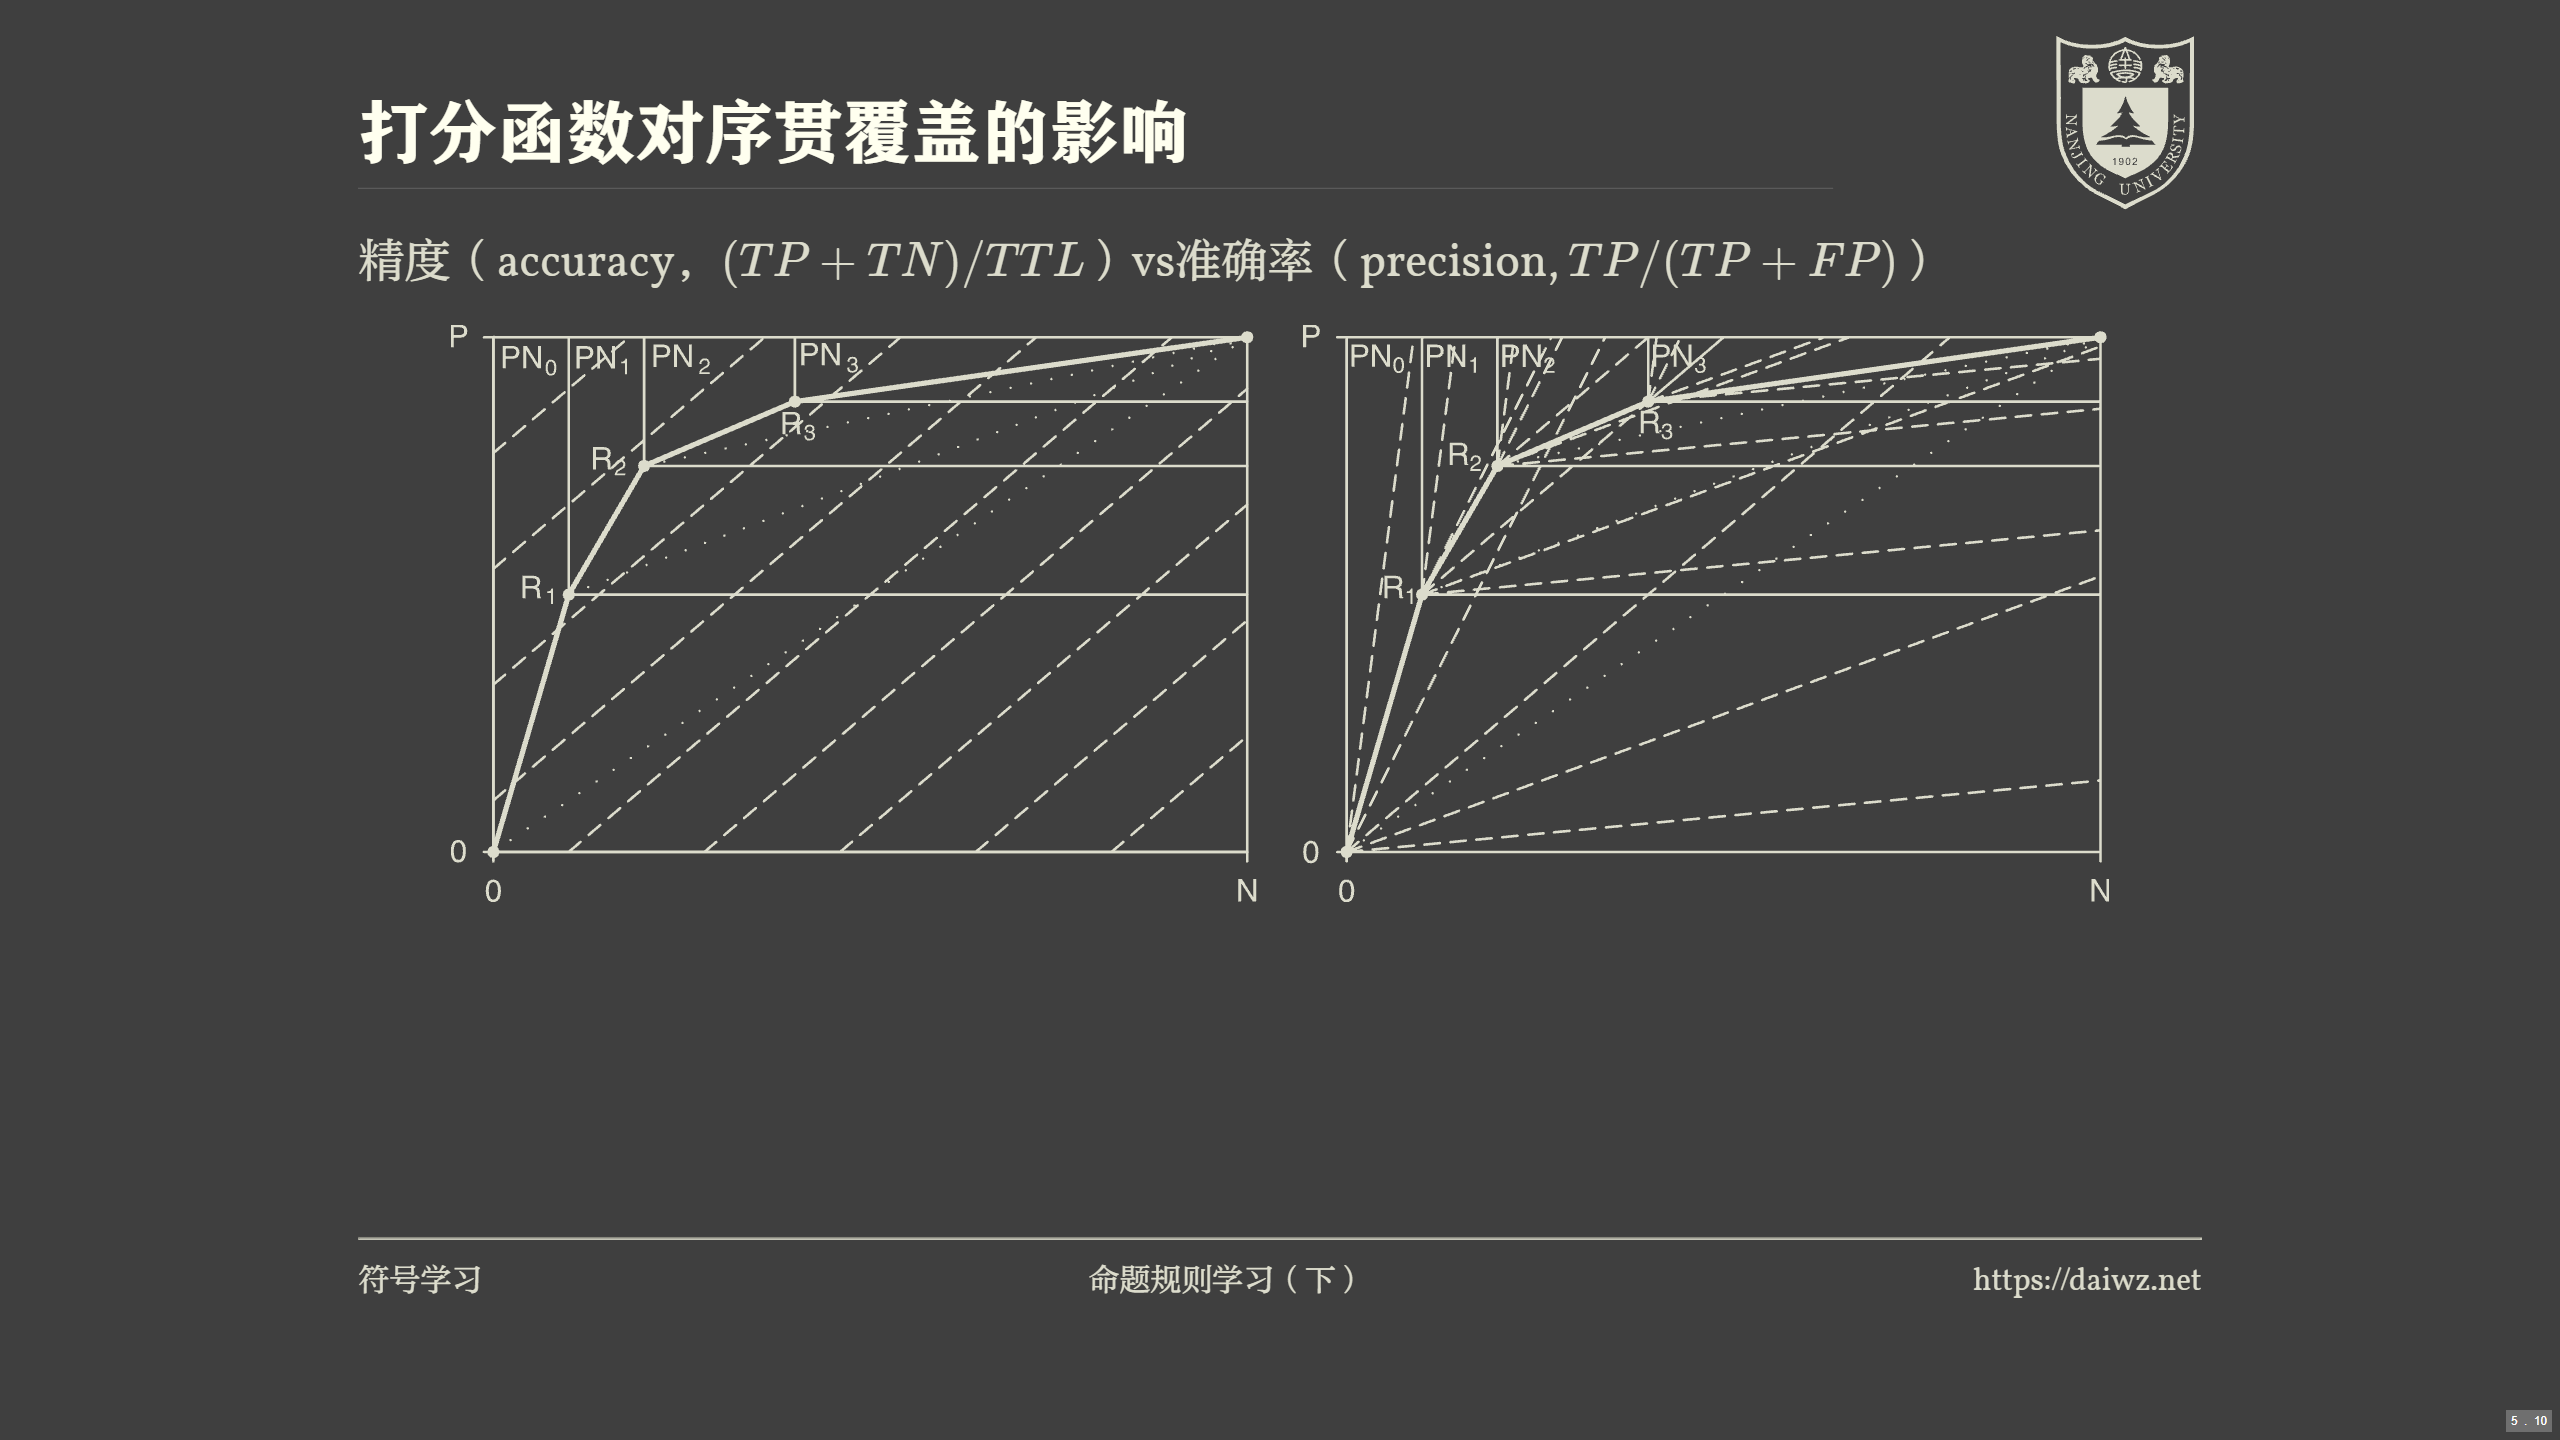 打分函数对序贯覆盖的影响
NANJING UNIVERSITY
1902
精度（accuracy，(TP + TN)/TTL）vs准确率（precision, TP/(TP + FP)）
P
PN0 PN1 PN2 PN3
R3
R2
R1
0
0 N
P
PN0 PN1 PN2 PN3
R3
R2
R1
0
0 N
符号学习
命题规则学习（下）
https://daiwz.net
5 . 10